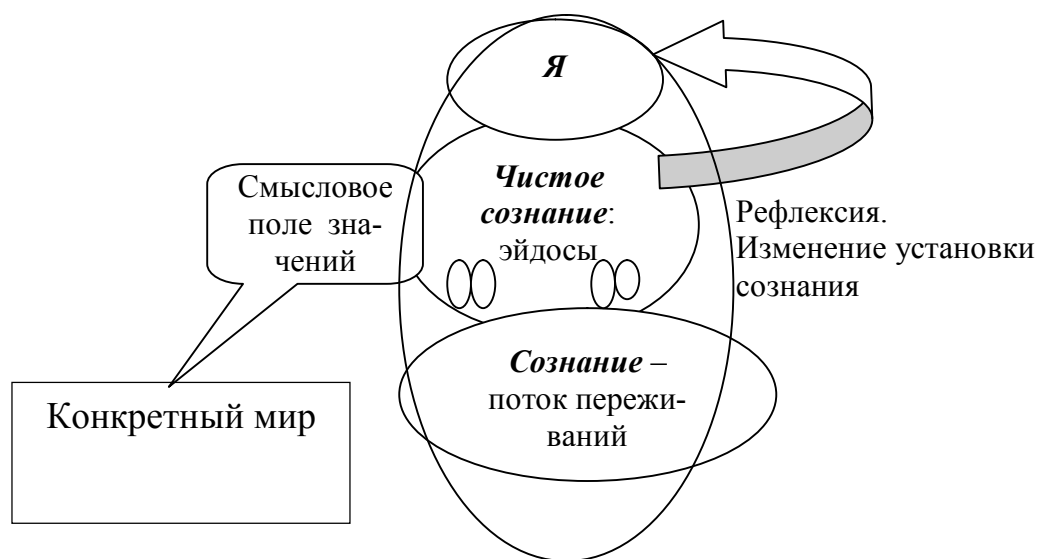 Я
Чистое
сознание:
эйдосы
Смысловое
поле зна-
чений
Рефлексия.
Изменение установки
сознания
Сознание –
поток пережи-
ваний
Конкретный мир